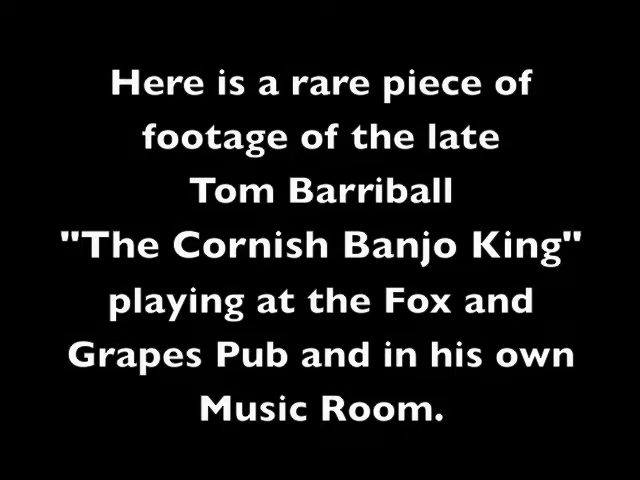 Here is a rare piece of
footage of the late
Tom Barriball
"The Cornish Banjo King"
playing at the Fox and
Grapes Pub and in his own
Music Room.